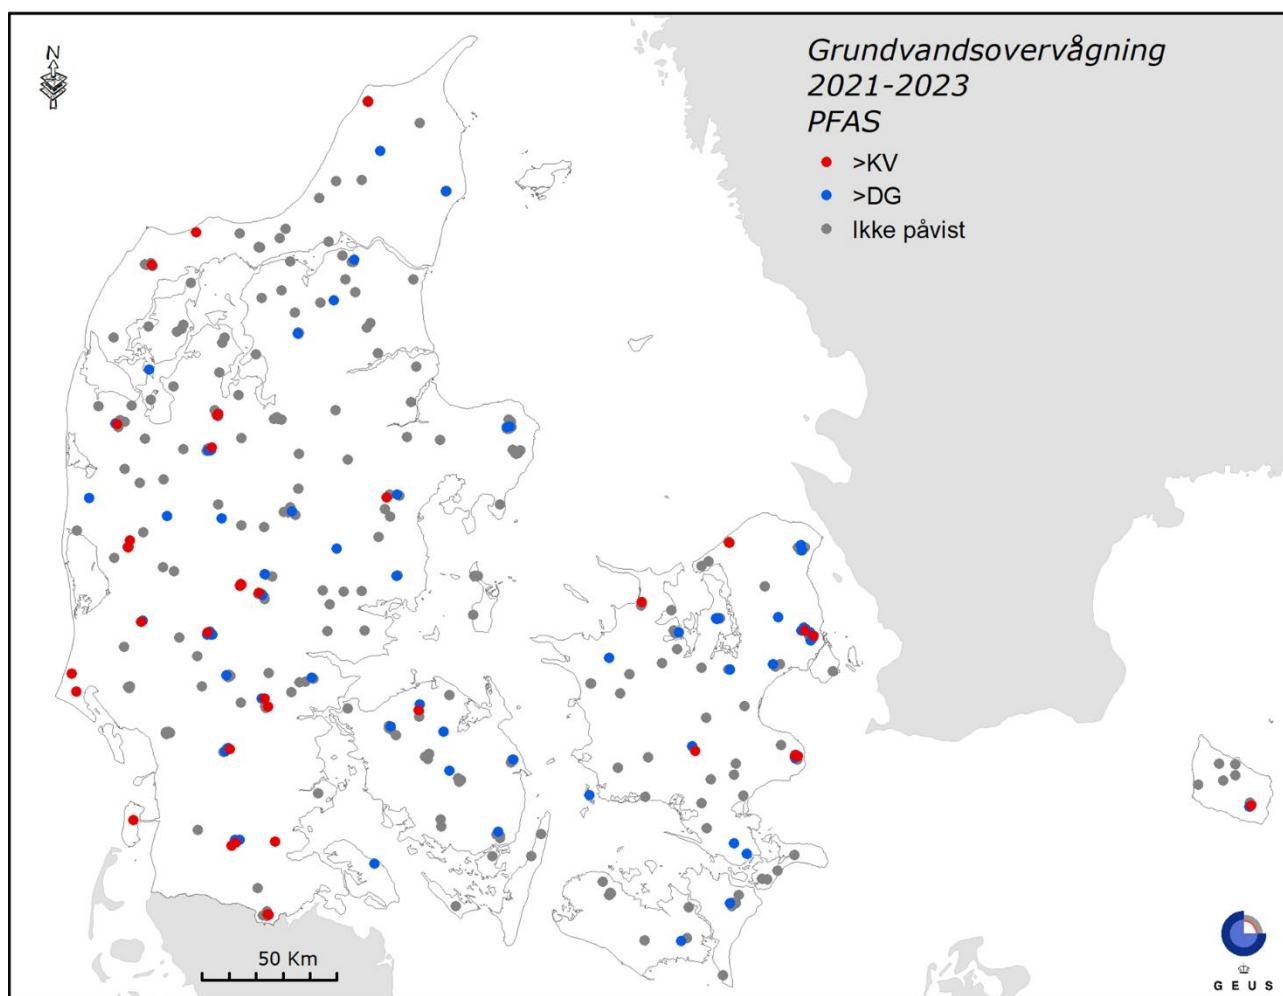 N
Grundvandsovervågning
2021-2023
PFAS
>KV
>DG
Ikke påvist
50 Km
GEUS